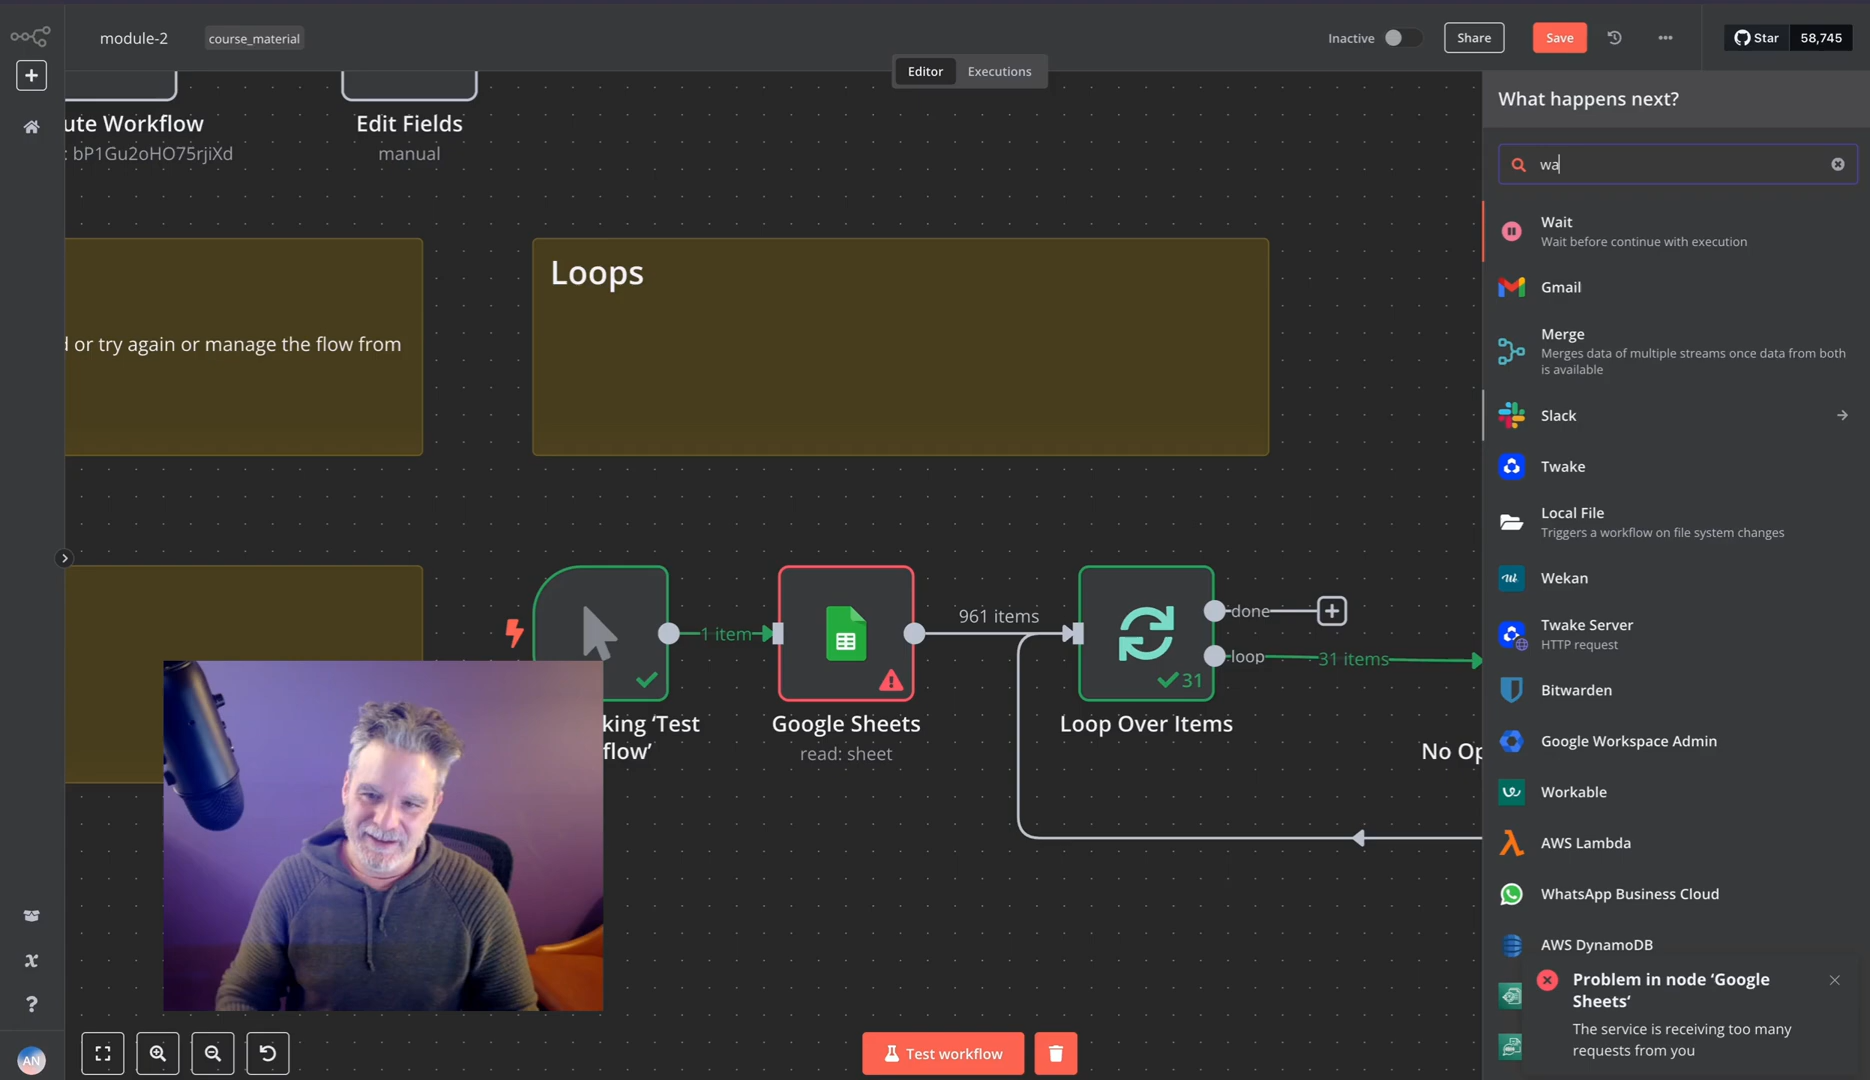 module-2
course_material
Inactive
Share
Save
Star
58,745
Editor
Executions
What happens next?
wa
ute Workflow
: bP1Gu2oHO75rjiXd
Edit Fields
manual
Wait
Wait before continue with execution
Gmail
Merge
Merges data of multiple streams once data from both
is available
Slack
Twake
Local File
Triggers a workflow on file system changes
Wekan
Twake Server
HTTP request
Bitwarden
Google Workspace Admin
Workable
AWS Lambda
WhatsApp Business Cloud
AWS DynamoDB
Loops
d or try again or manage the flow from
1 item
961 items
done
loop
31 items
31
king ‘Test
flow’
Google Sheets
read: sheet
Loop Over Items
No Op
Problem in node ‘Google
Sheets‘
The service is receiving too many
requests from you
AN
Test workflow